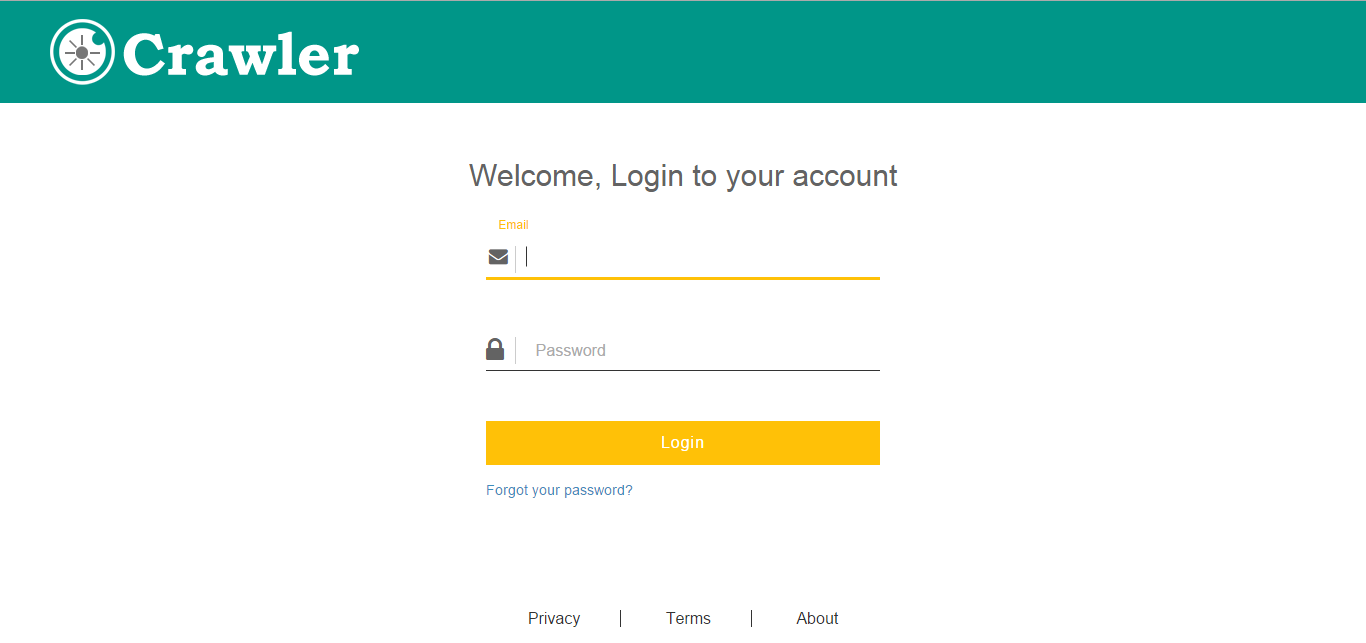 Crawler
Welcome, Login to your account
Email
Password
Login
Forgot your password?
Privacy | Terms | About